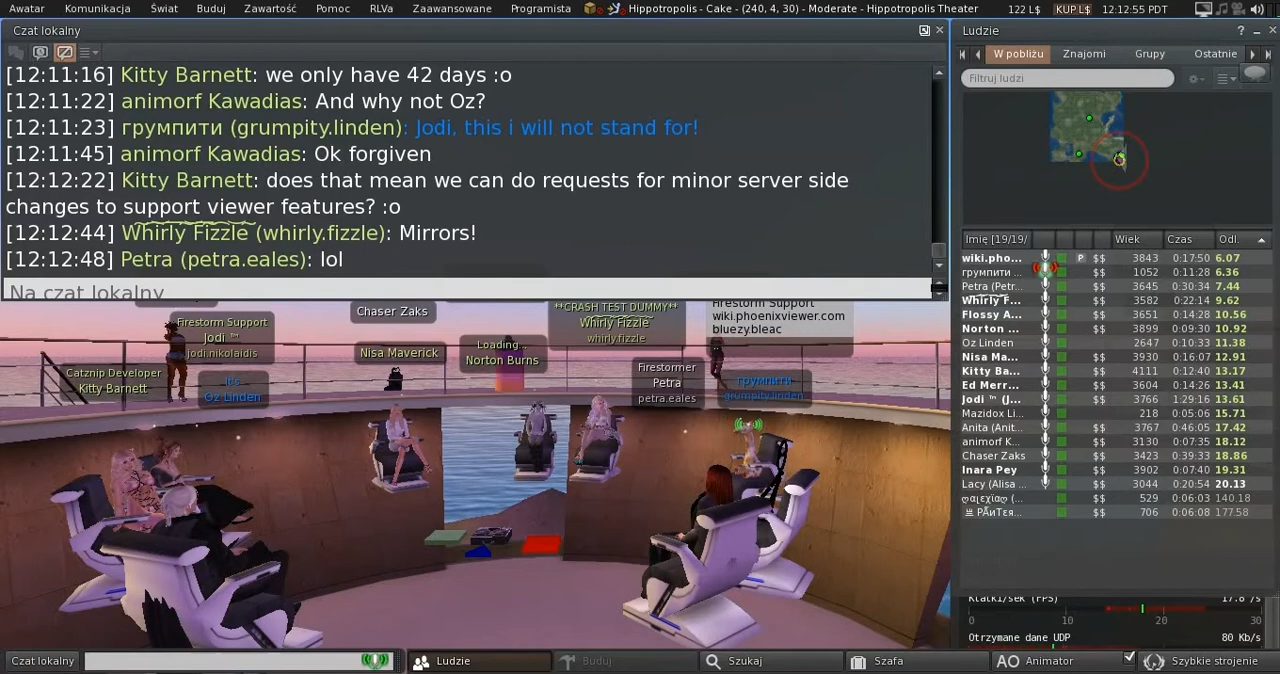 Awatar Komunikacja Świat Buduj Zawartość Pomoc RLVa Zaawansowane Programista Hippotropolis - Cake - (240, 4, 30) - Moderate - Hippotropolis Theater 122 L$ KUP L$ 12:12:55 PDT
Czat lokalny
[12:11:16] Kitty Barnett: we only have 42 days :o
[12:11:22] animorf Kawadias: And why not Oz?
[12:11:23] грумпити (grumpity.linden): Jodi, this i will not stand for!
[12:11:45] animorf Kawadias: Ok forgiven
[12:12:22] Kitty Barnett: does that mean we can do requests for minor server side
changes to support viewer features? :o
[12:12:44] Whirly Fizzle (whirly.fizzle): Mirrors!
[12:12:48] Petra (petra.eales): lol
Na czat lokalny
Firestorm Support
Jodi ™
jodi.nikolaidis
Catznip Developer
Kitty Barnett
It's
Oz Linden
Chaser Zaks
Nisa Maverick
Loading...
Norton Burns
**CRASH TEST DUMMY**
Whirly Fizzle
whirly.fizzle
Firestormer
Petra
petra.eales
Firestorm Support
wiki.phoenixviewer.com
bluezy.bleac
грумпити
grumpity.linden
Ludzie
W pobliżu Znajomi Grupy Ostatnie
Filtruj ludzi
Imię [19/19/ Wiek Czas Odl.
wiki.pho... P $$ 3843 0:17:50 6.07
грумпити ... $$ 1052 0:11:28 6.36
Petra (Petr... $$ 3645 0:30:34 7.44
Whirly F... $$ 3582 0:22:14 9.62
Flossy A... $$ 3651 0:14:28 10.56
Norton ... $$ 3899 0:09:30 10.92
Oz Linden 2647 0:10:33 11.38
Nisa Ma... $$ 3930 0:16:07 12.91
Kitty Ba... $$ 4111 0:12:40 13.17
Ed Merr... $$ 3604 0:14:26 13.41
Jodi ™ (J... $$ 3766 1:29:16 13.61
Mazidox Li... 218 0:05:06 15.71
Anita (Anit... $$ 3767 0:46:05 17.42
animorf K... $$ 3130 0:07:35 18.12
Chaser Zaks $$ 3423 0:39:33 18.86
Inara Pey $$ 3902 0:07:40 19.31
Lacy (Alisa ... $$ 3044 0:20:54 20.13
$$ 529 0:06:03 140.18
$$ 706 0:06:08 177.58
Klatki/sek (FPS) 17.8 /s
0 10 20 30
Otrzymane dane UDP 80 Kb/s
Czat lokalny Ludzie Buduj Szukaj Szafa AO Animator Szybkie strojenie